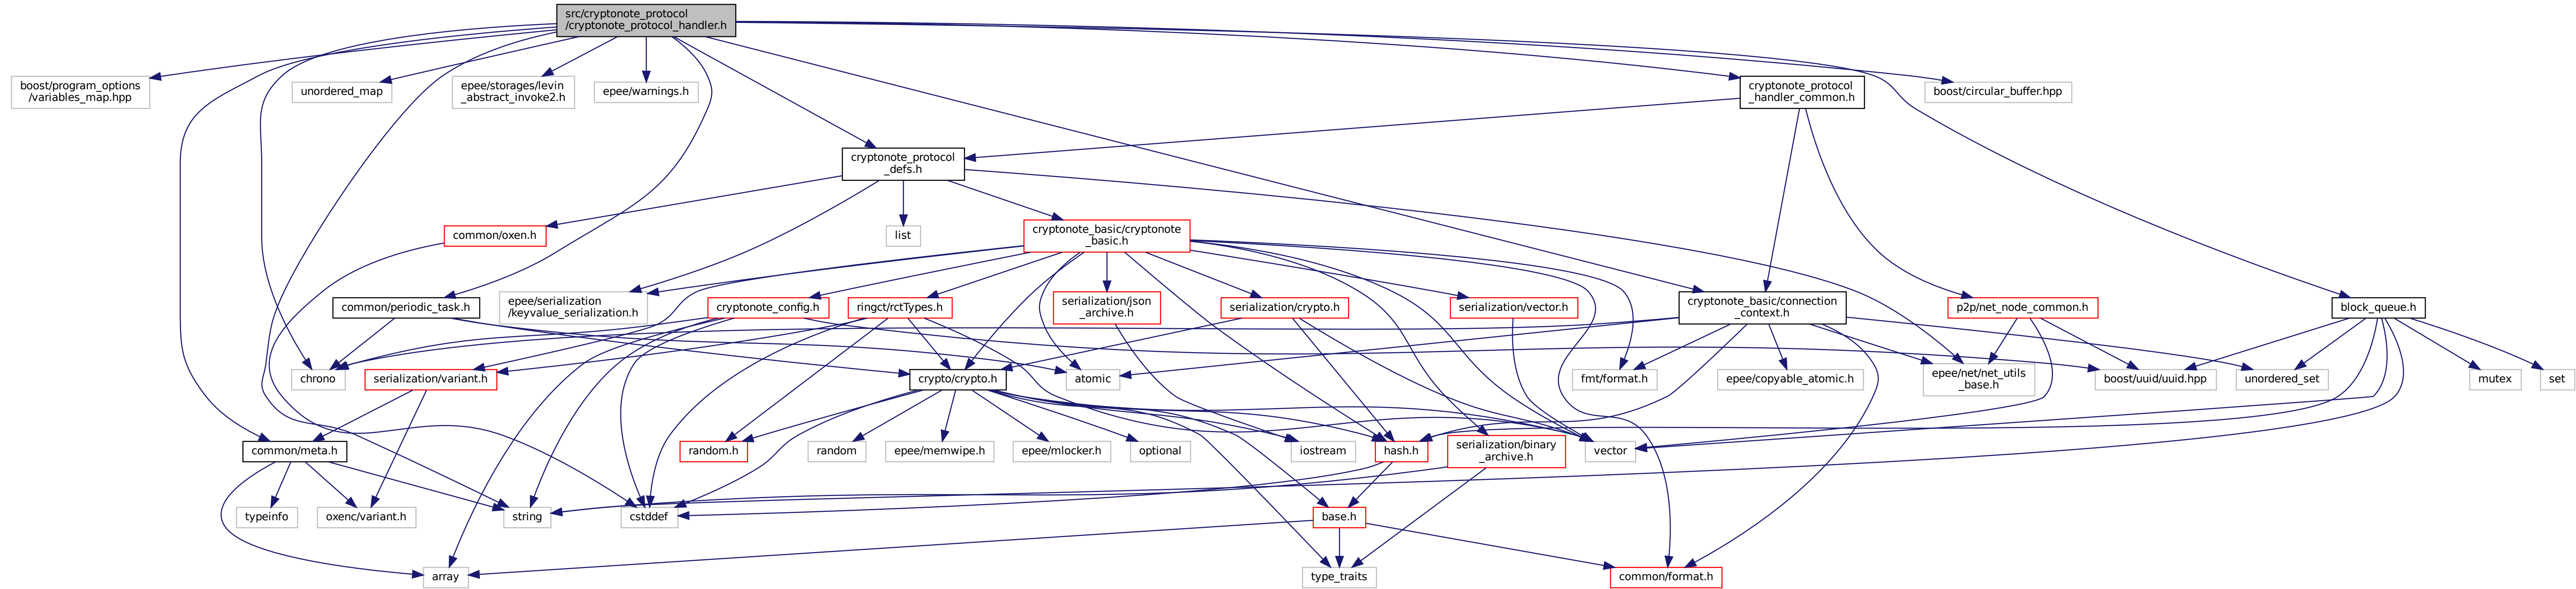 src/cryptonote_protocol
/cryptonote_protocol_handler.h
boost/program_options
/variables_map.hpp
unordered_map
epee/storages/levin
_abstract_invoke2.h
epee/warnings.h
cryptonote_protocol
_handler_common.h
boost/circular_buffer.hpp
cryptonote_protocol
_defs.h
common/oxen.h
list
cryptonote_basic/cryptonote
_basic.h
common/periodic_task.h
epee/serialization
/keyvalue_serialization.h
cryptonote_config.h
ringct/rctTypes.h
serialization/json
_archive.h
serialization/crypto.h
serialization/vector.h
cryptonote_basic/connection
_context.h
p2p/net_node_common.h
block_queue.h
chrono
serialization/variant.h
crypto/crypto.h
atomic
fmt/format.h
epee/copyable_atomic.h
epee/net/net_utils
_base.h
boost/uuid/uuid.hpp
unordered_set
mutex
set
common/meta.h
random.h
random
epee/memwipe.h
epee/mlocker.h
optional
iostream
hash.h
serialization/binary
_archive.h
vector
typeinfo
oxenc/variant.h
string
cstddef
base.h
array
type_traits
common/format.h